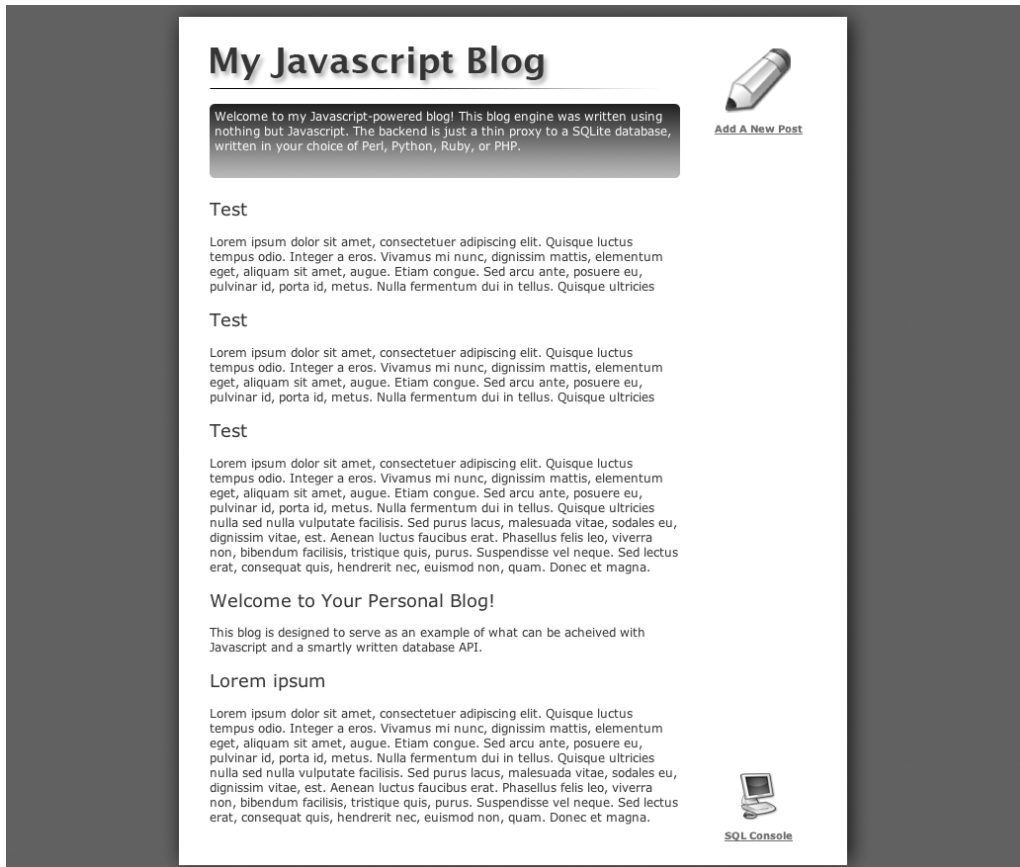 My Javascript Blog
Add A New Post
Welcome to my Javascript-powered blog! This blog engine was written using
nothing but Javascript. The backend is just a thin proxy to a SQLite database,
written in your choice of Perl, Python, Ruby, or PHP.
Test
Lorem ipsum dolor sit amet, consectetuer adipiscing elit. Quisque luctus
tempus odio. Integer a eros. Vivamus mi nunc, dignissim mattis, elementum
eget, aliquam sit amet, augue. Etiam congue. Sed arcu ante, posuere eu,
pulvinar id, porta id, metus. Nulla fermentum dui in tellus. Quisque ultricies
Test
Lorem ipsum dolor sit amet, consectetuer adipiscing elit. Quisque luctus
tempus odio. Integer a eros. Vivamus mi nunc, dignissim mattis, elementum
eget, aliquam sit amet, augue. Etiam congue. Sed arcu ante, posuere eu,
pulvinar id, porta id, metus. Nulla fermentum dui in tellus. Quisque ultricies
Test
Lorem ipsum dolor sit amet, consectetuer adipiscing elit. Quisque luctus
tempus odio. Integer a eros. Vivamus mi nunc, dignissim mattis, elementum
eget, aliquam sit amet, augue. Etiam congue. Sed arcu ante, posuere eu,
pulvinar id, porta id, metus. Nulla fermentum dui in tellus. Quisque ultricies
nulla sed nulla vulputate facilisis. Sed purus lacus, malesuada vitae, sodales eu,
dignissim vitae, est. Aenean luctus faucibus erat. Phasellus felis leo, viverra
non, bibendum facilisis, tristique quis, purus. Suspendisse vel neque. Sed lectus
erat, consequat quis, hendrerit nec, euismod non, quam. Donec et magna.
Welcome to Your Personal Blog!
This blog is designed to serve as an example of what can be acheived with
Javascript and a smartly written database API.
Lorem ipsum
Lorem ipsum dolor sit amet, consectetuer adipiscing elit. Quisque luctus
tempus odio. Integer a eros. Vivamus mi nunc, dignissim mattis, elementum
eget, aliquam sit amet, augue. Etiam congue. Sed arcu ante, posuere eu,
pulvinar id, porta id, metus. Nulla fermentum dui in tellus. Quisque ultricies
nulla sed nulla vulputate facilisis. Sed purus lacus, malesuada vitae, sodales eu,
dignissim vitae, est. Aenean luctus faucibus erat. Phasellus felis leo, viverra
non, bibendum facilisis, tristique quis, purus. Suspendisse vel neque. Sed lectus
erat, consequat quis, hendrerit nec, euismod non, quam. Donec et magna.
SQL Console